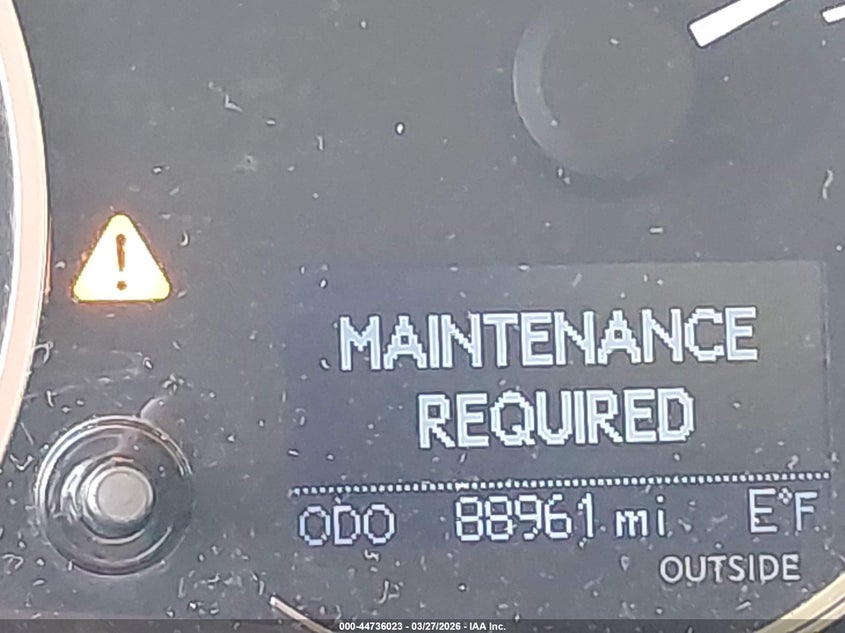 MAINTENANCE
REQUIRED
ODO 88961 mi E°F
OUTSIDE
000-44736023 - 03/27/2026 - IAA Inc.